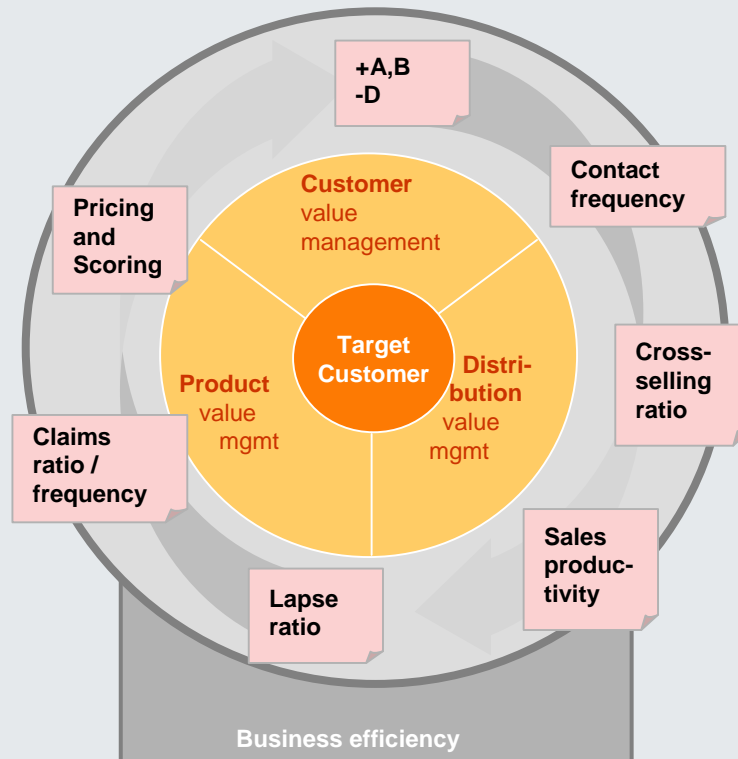 +A,B
-D
Contact
frequency
Customer
value
management
Pricing
and
Scoring
Target
Customer
Cross-
selling
ratio
Distri-
bution
value
mgmt
Product
value
mgmt
Claims
ratio /
frequency
Sales
produc-
tivity
Lapse
ratio
Business efficiency